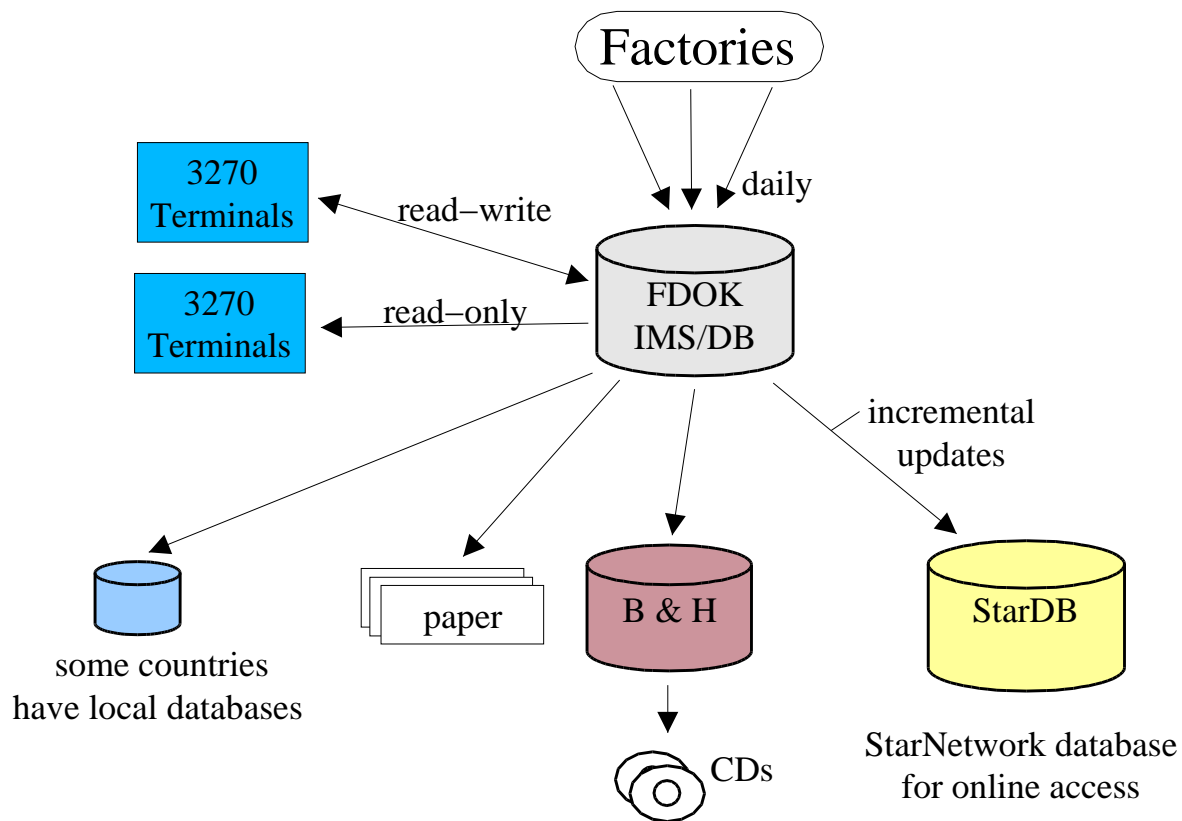 Factories
daily
3270
Terminals
read−write
3270
Terminals
read−only
FDOK
IMS/DB
incremental
updates
some countries
have local databases
paper
B & H
CDs
StarDB
StarNetwork database
for online access